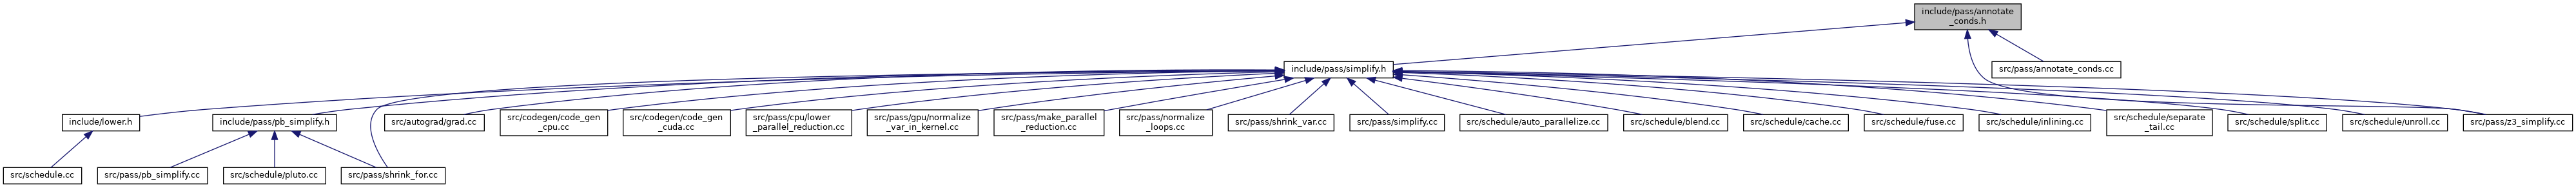 include/pass/annotate
_conds.h
include/pass/simplify.h
src/pass/annotate_conds.cc
include/lower.h
include/pass/pb_simplify.h
src/autograd/grad.cc
src/codegen/code_gen
_cpu.cc
src/codegen/code_gen
_cuda.cc
src/pass/cpu/lower
_parallel_reduction.cc
src/pass/gpu/normalize
_var_in_kernel.cc
src/pass/make_parallel
_reduction.cc
src/pass/normalize
_loops.cc
src/pass/shrink_var.cc
src/pass/simplify.cc
src/schedule/auto_parallelize.cc
src/schedule/blend.cc
src/schedule/cache.cc
src/schedule/fuse.cc
src/schedule/inlining.cc
src/schedule/separate
_tail.cc
src/schedule/split.cc
src/schedule/unroll.cc
src/pass/z3_simplify.cc
src/schedule.cc
src/pass/pb_simplify.cc
src/schedule/pluto.cc
src/pass/shrink_for.cc